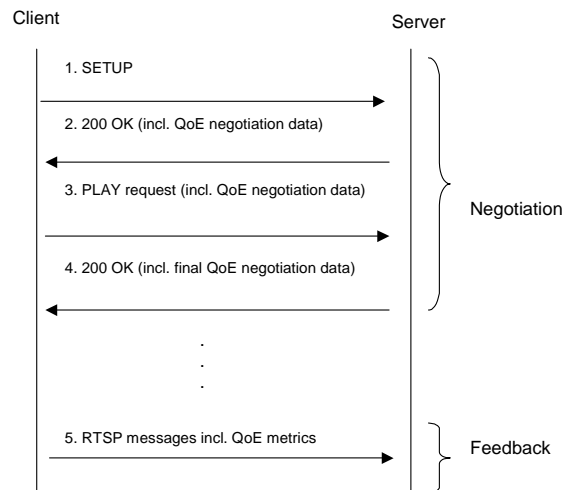 Client
Server
1. SETUP
2. 200 OK (incl. QoE negotiation data)
3. PLAY request (incl. QoE negotiation data)
Negotiation
4. 200 OK (incl. final QoE negotiation data)
.
.
.
5. RTSP messages incl. QoE metrics
Feedback